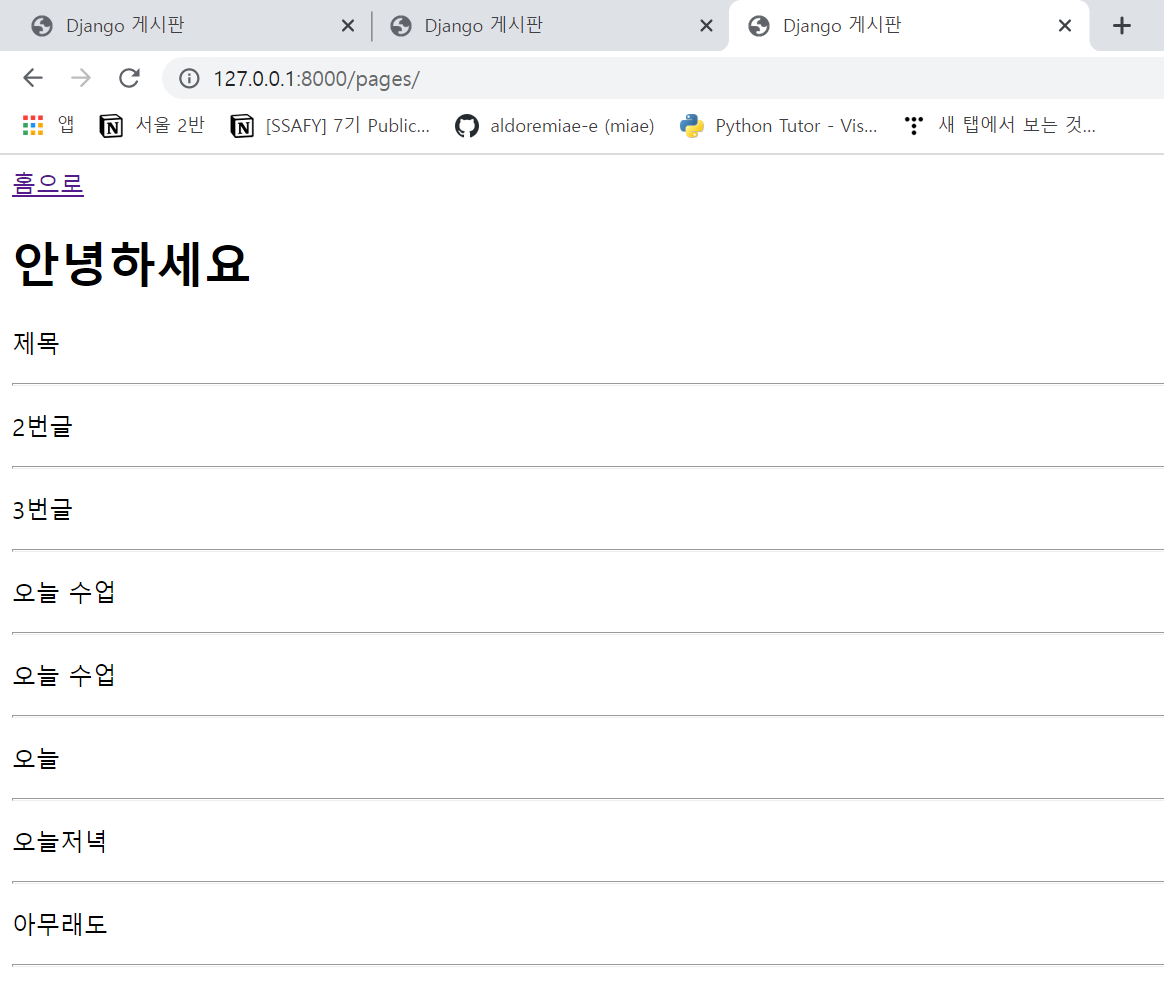 Django 게시판 Django 게시판 Django 게시판
127.0.0.1:8000/pages/
앱 서울 2반 [SSAFY] 7기 Public... aldoremiae-e (miae) Python Tutor - Vis... 새 탭에서 보는 것...
홈으로
안녕하세요
제목
2번글
3번글
오늘 수업
오늘 수업
오늘
오늘저녁
아무래도